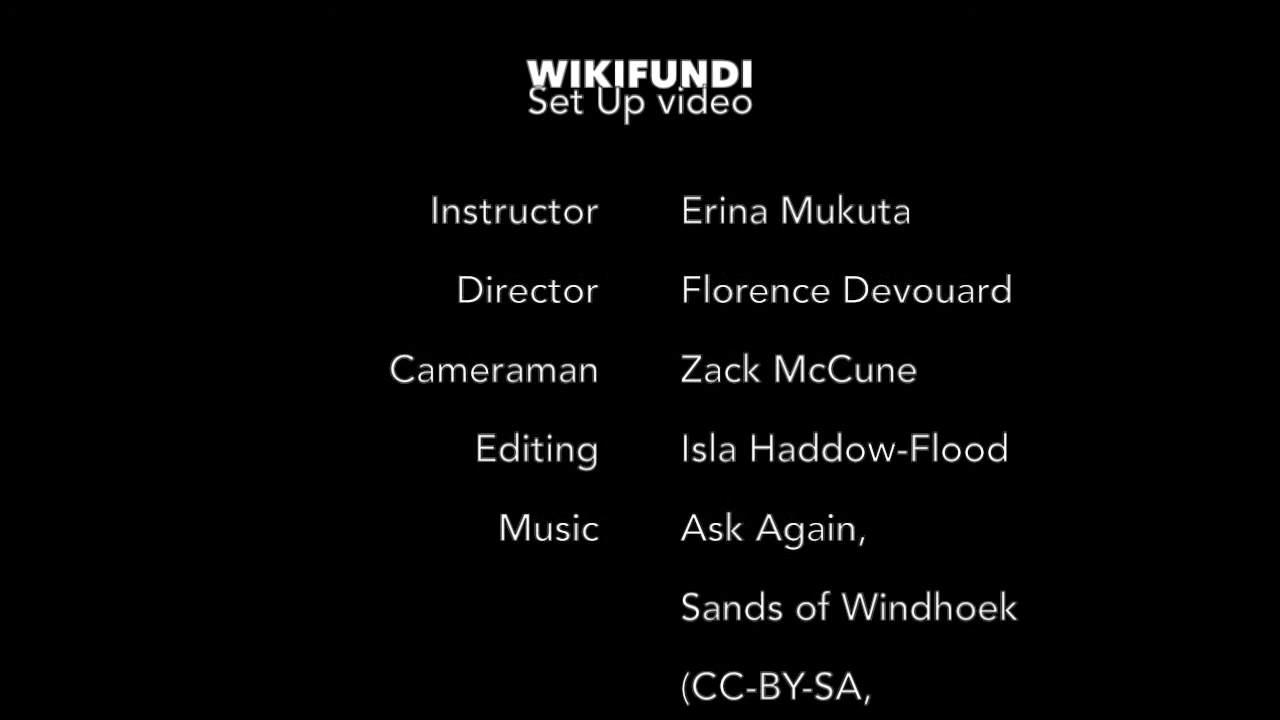 WIKIFUNDI
Set Up video
Instructor Erina Mukuta
Director Florence Devouard
Cameraman Zack McCune
Editing Isla Haddow-Flood
Music Ask Again,
Sands of Windhoek
(CC-BY-SA,